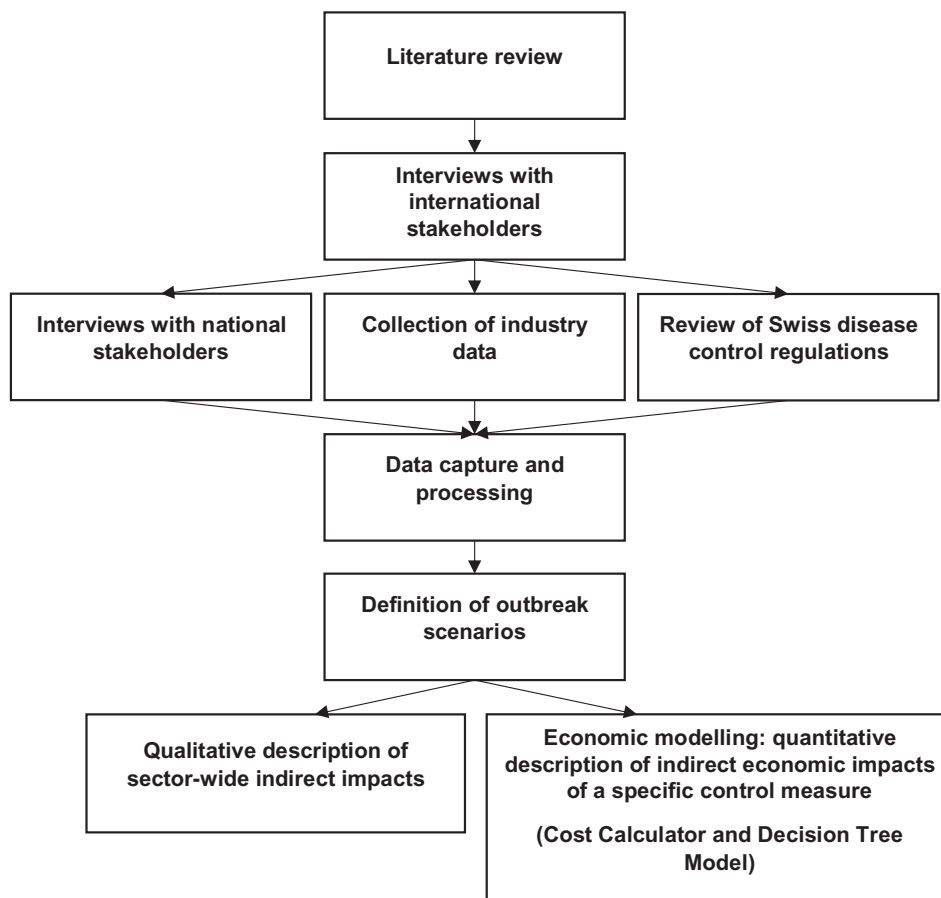 Literature review
Interviews with
international
stakeholders
Interviews with national
stakeholders
Collection of industry
data
Review of Swiss disease
control regulations
Data capture and
processing
Definition of outbreak
scenarios
Qualitative description of
sector-wide indirect impacts
Economic modelling: quantitative
description of indirect economic impacts
of a specific control measure
(Cost Calculator and Decision Tree
Model)